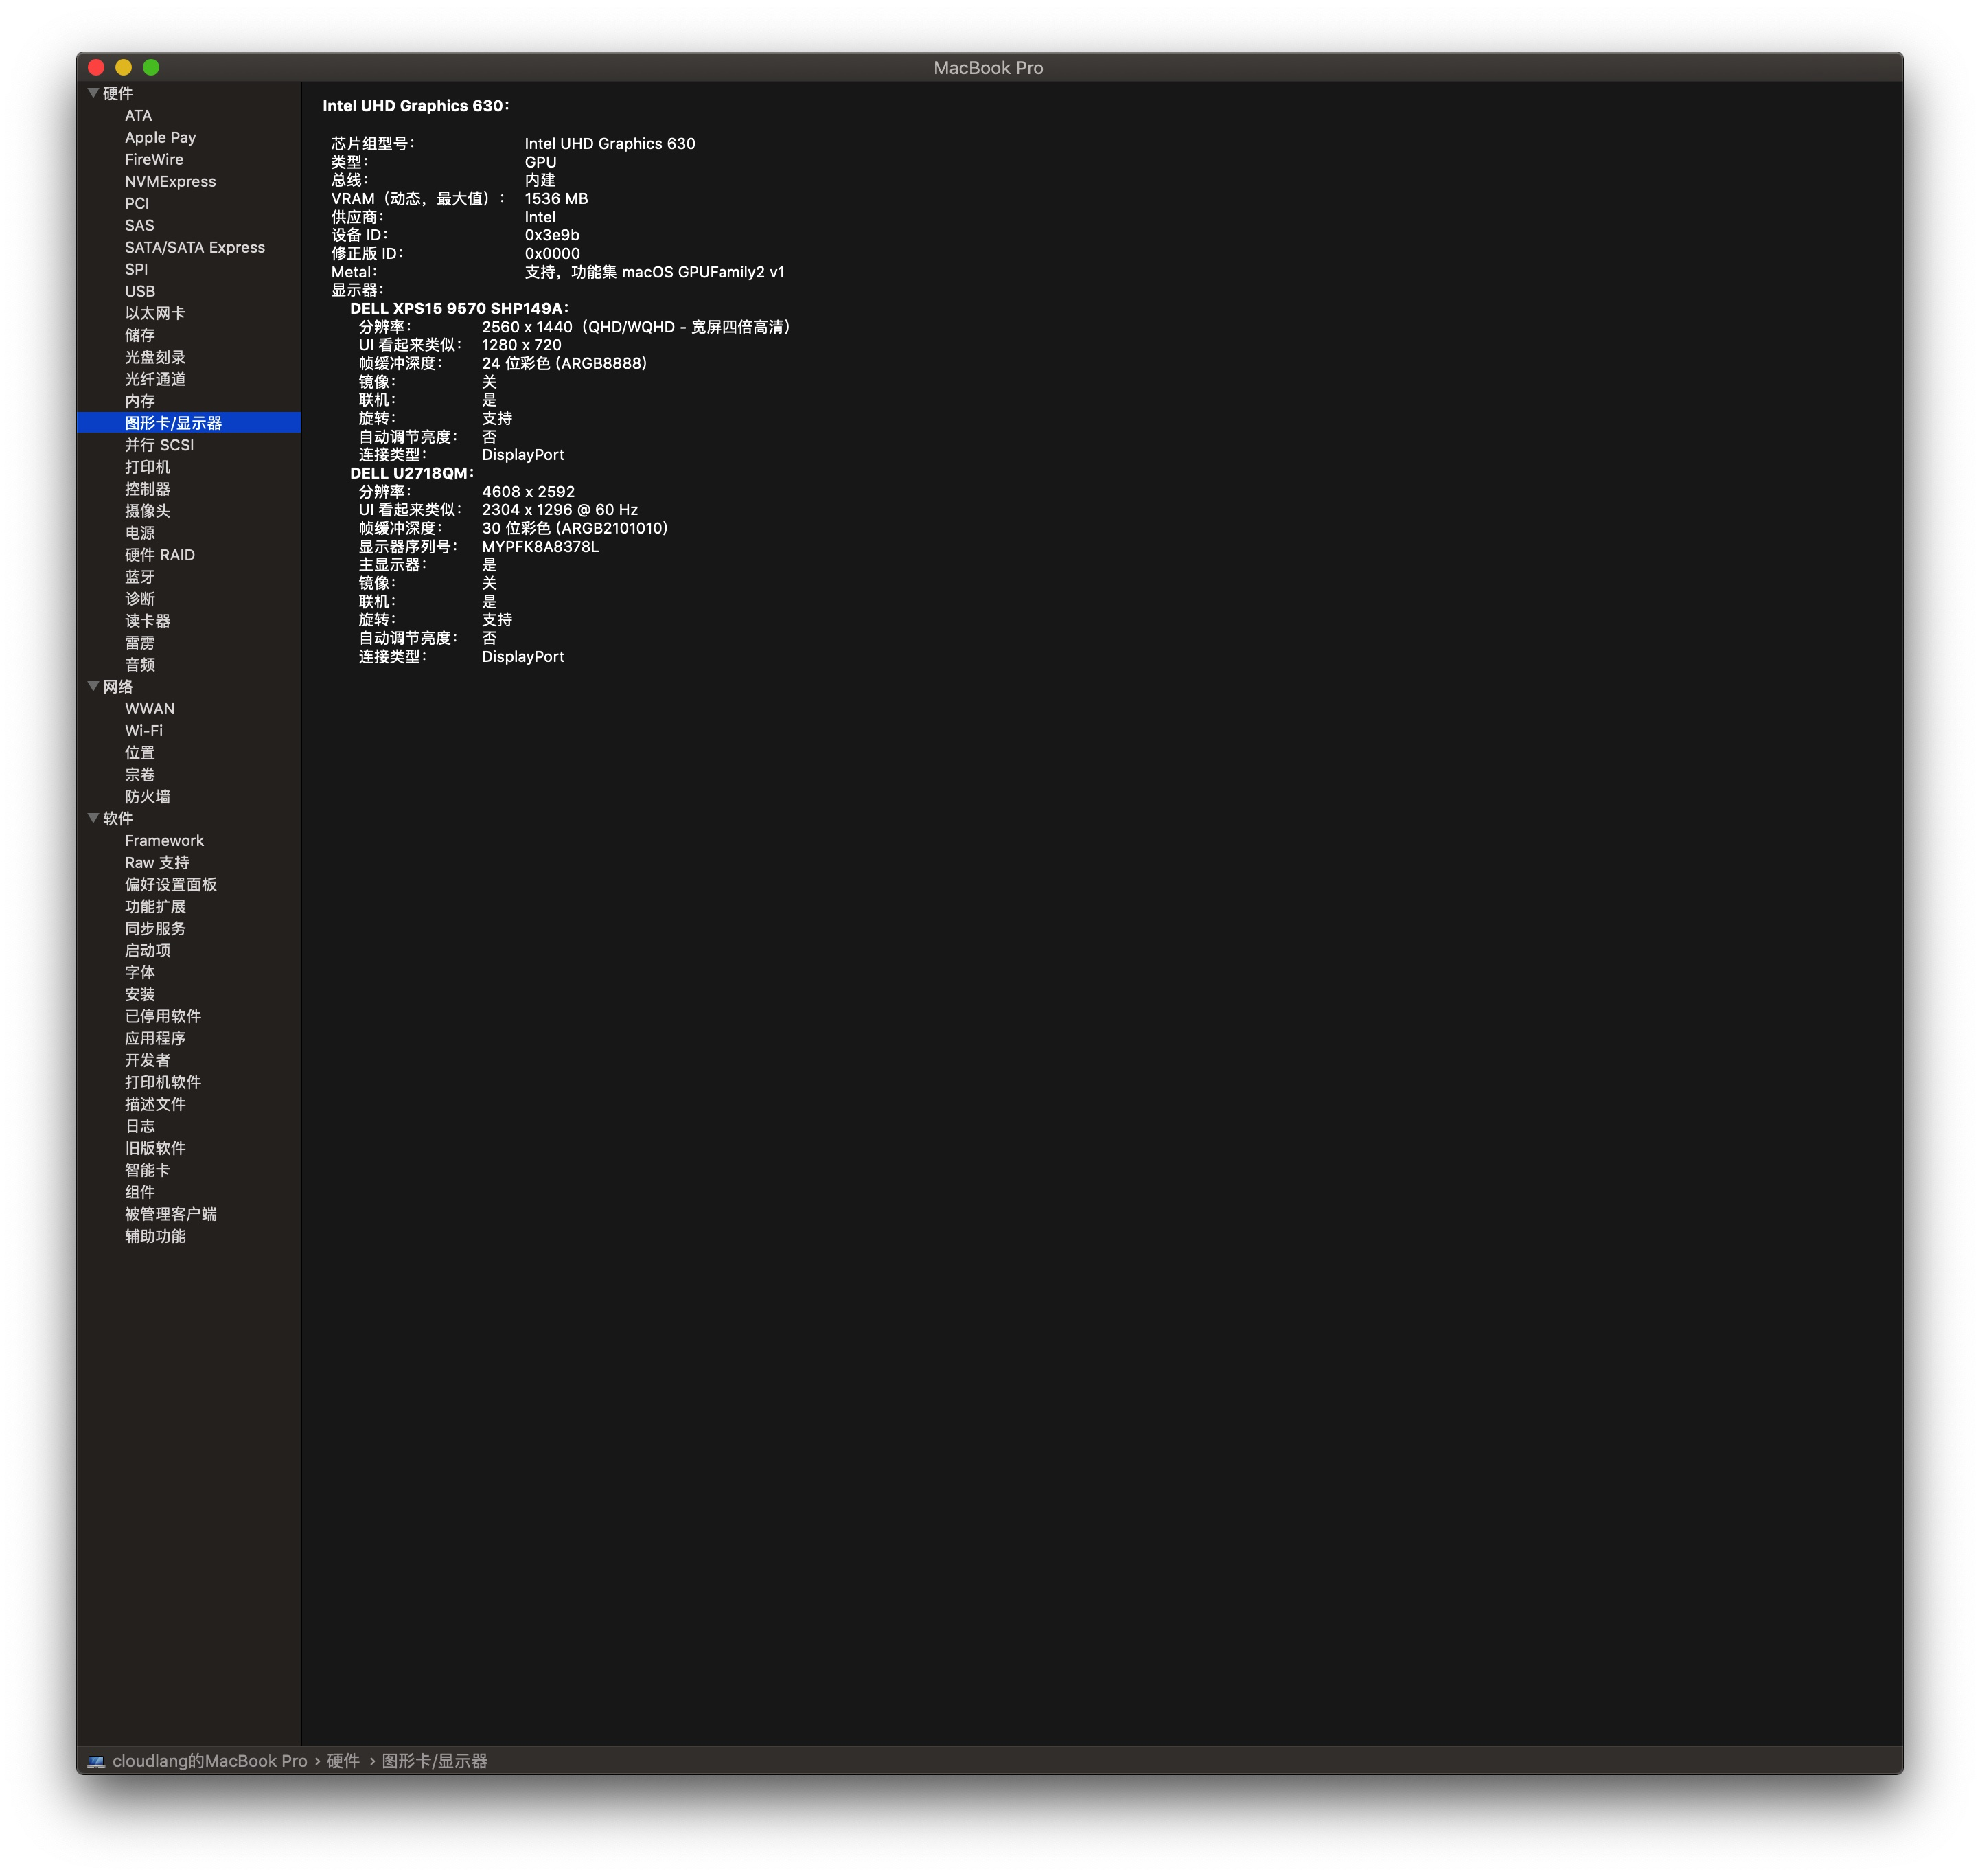 MacBook Pro
硬件
ATA
Apple Pay
FireWire
NVMExpress
PCI
SAS
SATA/SATA Express
SPI
USB
以太网卡
储存
光盘刻录
光纤通道
内存
图形卡/显示器
并行 SCSI
打印机
控制器
摄像头
电源
硬件 RAID
蓝牙
诊断
读卡器
雷雳
音频
网络
WWAN
Wi-Fi
位置
宗卷
防火墙
软件
Framework
Raw 支持
偏好设置面板
功能扩展
同步服务
启动项
字体
安装
已停用软件
应用程序
开发者
打印机软件
描述文件
日志
旧版软件
智能卡
组件
被管理客户端
辅助功能
Intel UHD Graphics 630：
芯片组型号： Intel UHD Graphics 630
类型： GPU
总线： 内建
VRAM（动态，最大值）： 1536 MB
供应商： Intel
设备 ID： 0x3e9b
修正版 ID： 0x0000
Metal： 支持，功能集 macOS GPUFamily2 v1
显示器：
DELL XPS15 9570 SHP149A：
分辨率： 2560 x 1440（QHD/WQHD - 宽屏四倍高清）
UI 看起来类似： 1280 x 720
帧缓冲深度： 24 位彩色 (ARGB8888)
镜像： 关
联机： 是
旋转： 支持
自动调节亮度： 否
连接类型： DisplayPort
DELL U2718QM：
分辨率： 4608 x 2592
UI 看起来类似： 2304 x 1296 @ 60 Hz
帧缓冲深度： 30 位彩色 (ARGB2101010)
显示器序列号： MYPFK8A8378L
主显示器： 是
镜像： 关
联机： 是
旋转： 支持
自动调节亮度： 否
连接类型： DisplayPort
cloudlang的MacBook Pro › 硬件 › 图形卡/显示器